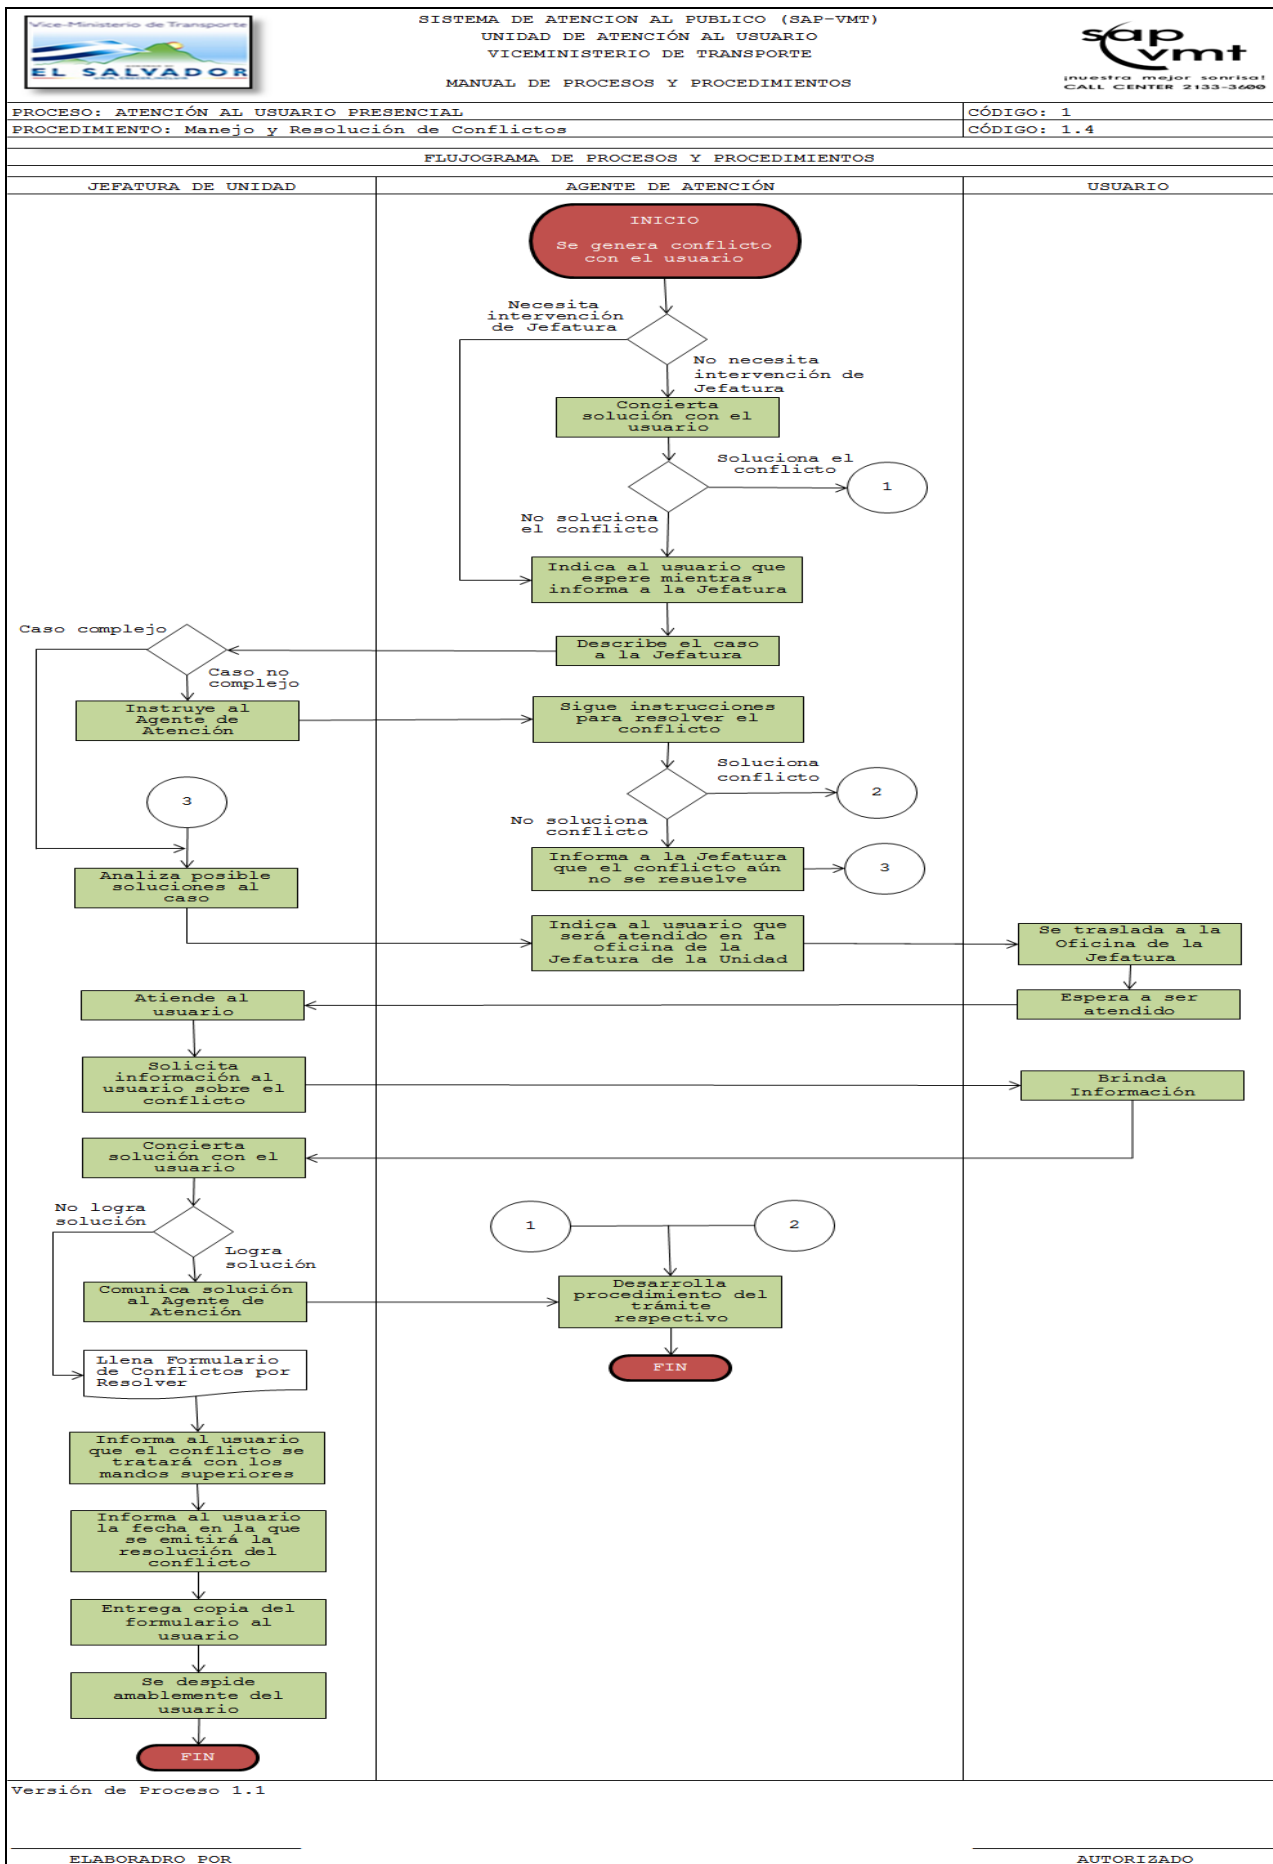 Vice-Ministerio de Transporte
EL SALVADOR
SISTEMA DE ATENCION AL PUBLICO (SAP-VMT)
UNIDAD DE ATENCIÓN AL USUARIO
VICEMINISTERIO DE TRANSPORTE
MANUAL DE PROCESOS Y PROCEDIMIENTOS
sap
vmt
¡nuestra mejor sonrisa!
CALL CENTER 2133-3600
PROCESO: ATENCIÓN AL USUARIO PRESENCIAL
CÓDIGO: 1
PROCEDIMIENTO: Manejo y Resolución de Conflictos
CÓDIGO: 1.4
FLUJOGRAMA DE PROCESOS Y PROCEDIMIENTOS
JEFATURA DE UNIDAD
AGENTE DE ATENCIÓN
USUARIO
INICIO
Se genera conflicto
con el usuario
Necesita
intervención
de Jefatura
No necesita
intervención de
Jefatura
Concierta
solución con el
usuario
Soluciona el
conflicto
1
No soluciona
el conflicto
Indica al usuario que
espere mientras
informa a la Jefatura
Caso complejo
Describe el caso
a la Jefatura
Caso no
complejo
Instruye al
Agente de
Atención
Sigue instrucciones
para resolver el
conflicto
Soluciona
conflicto
2
3
No soluciona
conflicto
Informa a la Jefatura
que el conflicto aún
no se resuelve
3
Analiza posible
soluciones al
caso
Indica al usuario que
será atendido en la
oficina de la
Jefatura de la Unidad
Se traslada a la
Oficina de la
Jefatura
Atiende al
usuario
Espera a ser
atendido
Solicita
información al
usuario sobre el
conflicto
Brinda
Información
Concierta
solución con el
usuario
No logra
solución
Logra
solución
1
2
Comunica solución
al Agente de
Atención
Desarrolla
procedimiento del
trámite
respectivo
FIN
Llena Formulario
de Conflictos por
Resolver
Informa al usuario
que el conflicto se
tratará con los
mandos superiores
Informa al usuario
la fecha en la que
se emitirá la
resolución del
conflicto
Entrega copia del
formulario al
usuario
Se despide
amablemente del
usuario
FIN
Versión de Proceso 1.1
ELABORADRO POR
AUTORIZADO